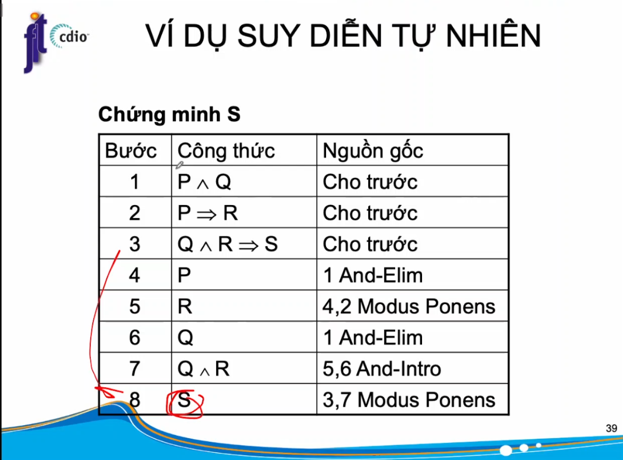 fit cdio
VÍ DỤ SUY DIỄN TỰ NHIÊN
Chứng minh S
Bước Công thức Nguồn gốc
1 P ∧ Q Cho trước
2 P ⇒ R Cho trước
3 Q ∧ R ⇒ S Cho trước
4 P 1 And-Elim
5 R 4,2 Modus Ponens
6 Q 1 And-Elim
7 Q ∧ R 5,6 And-Intro
8 S 3,7 Modus Ponens
39